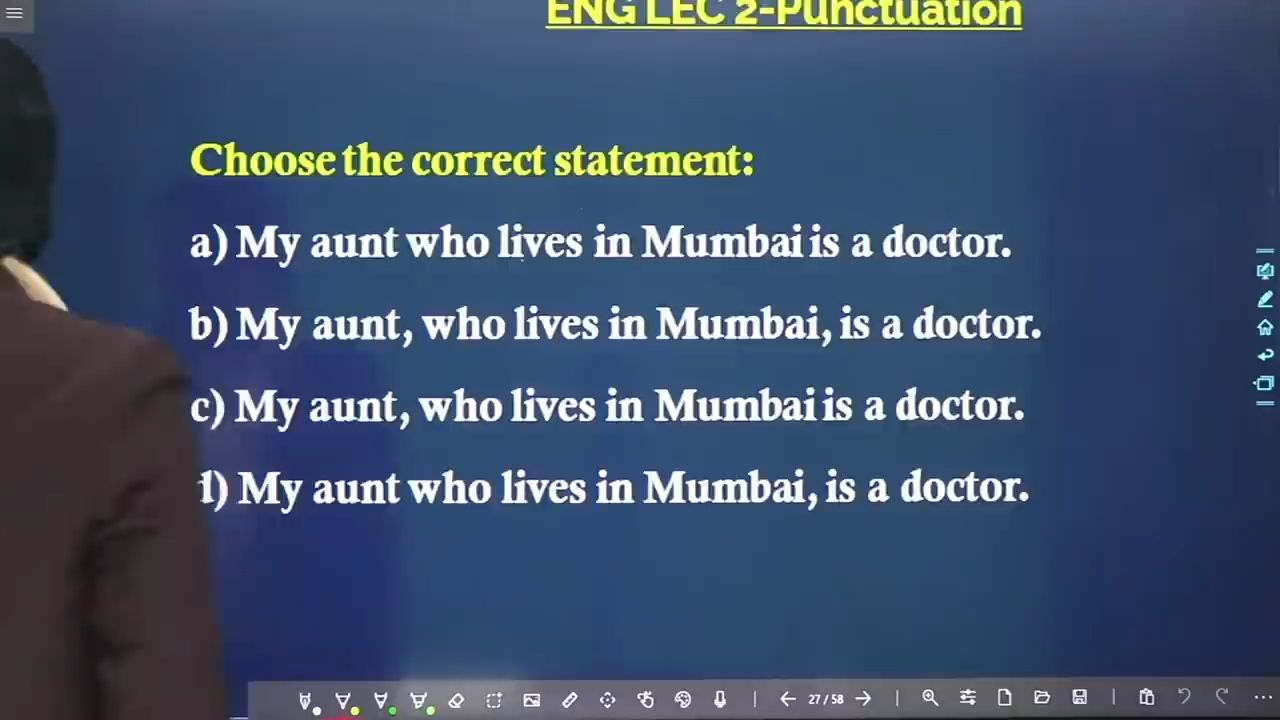 ENG LEC 2-Punctuation
Choose the correct statement:
a) My aunt who lives in Mumbai is a doctor.
b) My aunt, who lives in Mumbai, is a doctor.
c) My aunt, who lives in Mumbai is a doctor.
d) My aunt who lives in Mumbai, is a doctor.
27 / 58